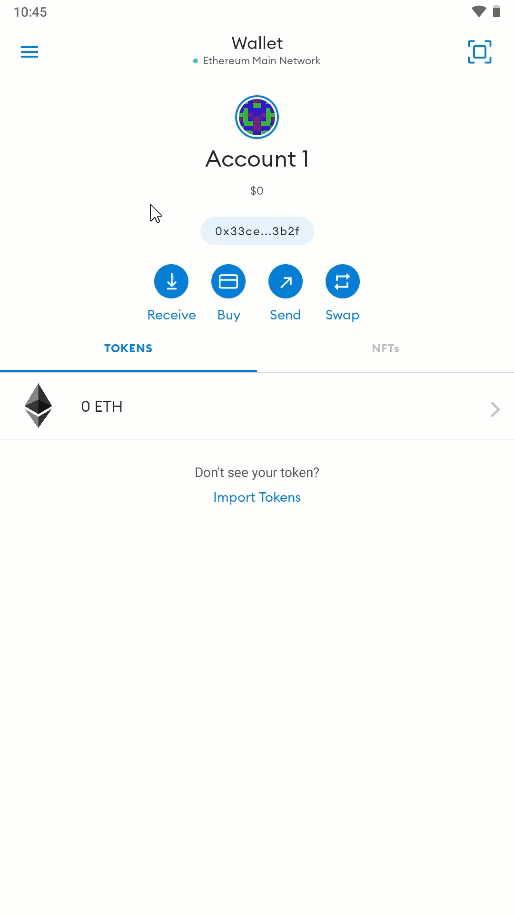 10:45
Wallet
Ethereum Main Network
Account 1
$0
0x33ce...3b2f
Receive Buy Send Swap
TOKENS NFTs
0 ETH
Don't see your token?
Import Tokens